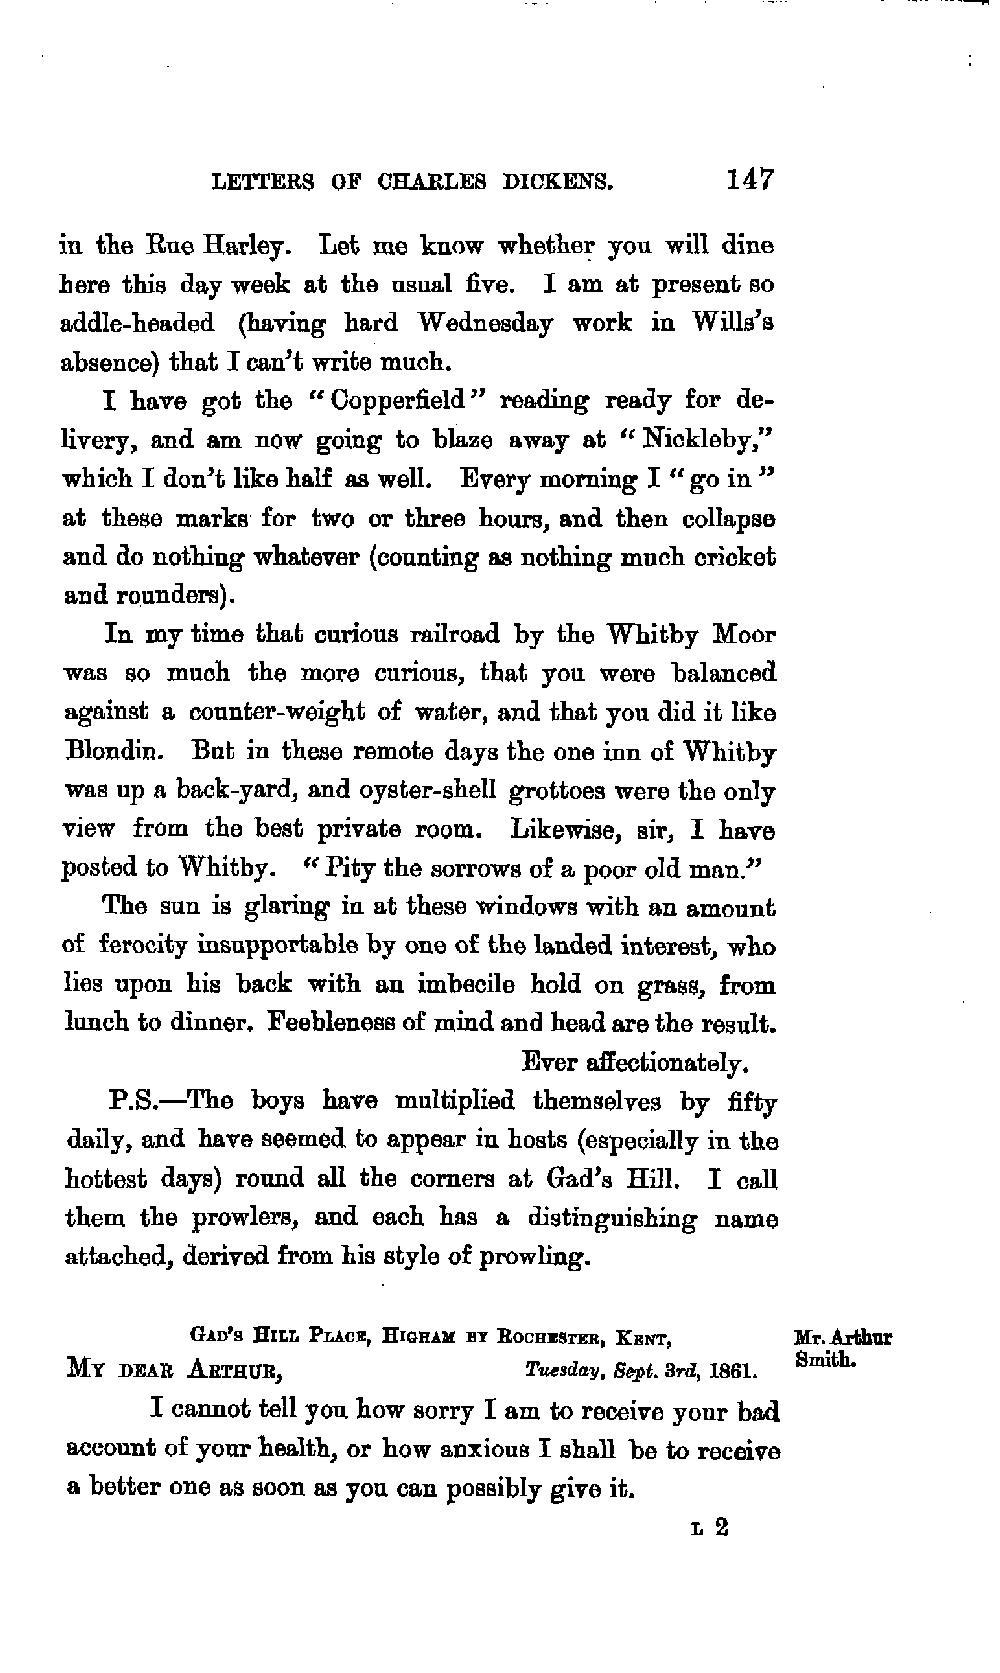 LETTERS OF CHARLES DICKENS. 147
in the Rue Harley. Let me know whether you will dine
here this day week at the usual five. I am at present so
addle-headed (having hard Wednesday work in Wills's
absence) that I can't write much.
I have got the "Copperfield" reading ready for de-
livery, and am now going to blaze away at "Nickleby,"
which I don't like half as well. Every morning I "go in"
at these marks for two or three hours, and then collapse
and do nothing whatever (counting as nothing much cricket
and rounders).
In my time that curious railroad by the Whitby Moor
was so much the more curious, that you were balanced
against a counter-weight of water, and that you did it like
Blondin. But in these remote days the one inn of Whitby
was up a back-yard, and oyster-shell grottoes were the only
view from the best private room. Likewise, sir, I have
posted to Whitby. "Pity the sorrows of a poor old man."
The sun is glaring in at these windows with an amount
of ferocity insupportable by one of the landed interest, who
lies upon his back with an imbecile hold on grass, from
lunch to dinner. Feebleness of mind and head are the result.
Ever affectionately.
P.S.—The boys have multiplied themselves by fifty
daily, and have seemed to appear in hosts (especially in the
hottest days) round all the corners at Gad's Hill. I call
them the prowlers, and each has a distinguishing name
attached, derived from his style of prowling.
GAD'S HILL PLACE, HIGHAM BY ROCHESTER, KENT, Mr. Arthur
Smith.
MY DEAR ARTHUR, Tuesday, Sept. 3rd, 1861.
I cannot tell you how sorry I am to receive your bad
account of your health, or how anxious I shall be to receive
a better one as soon as you can possibly give it.
L 2